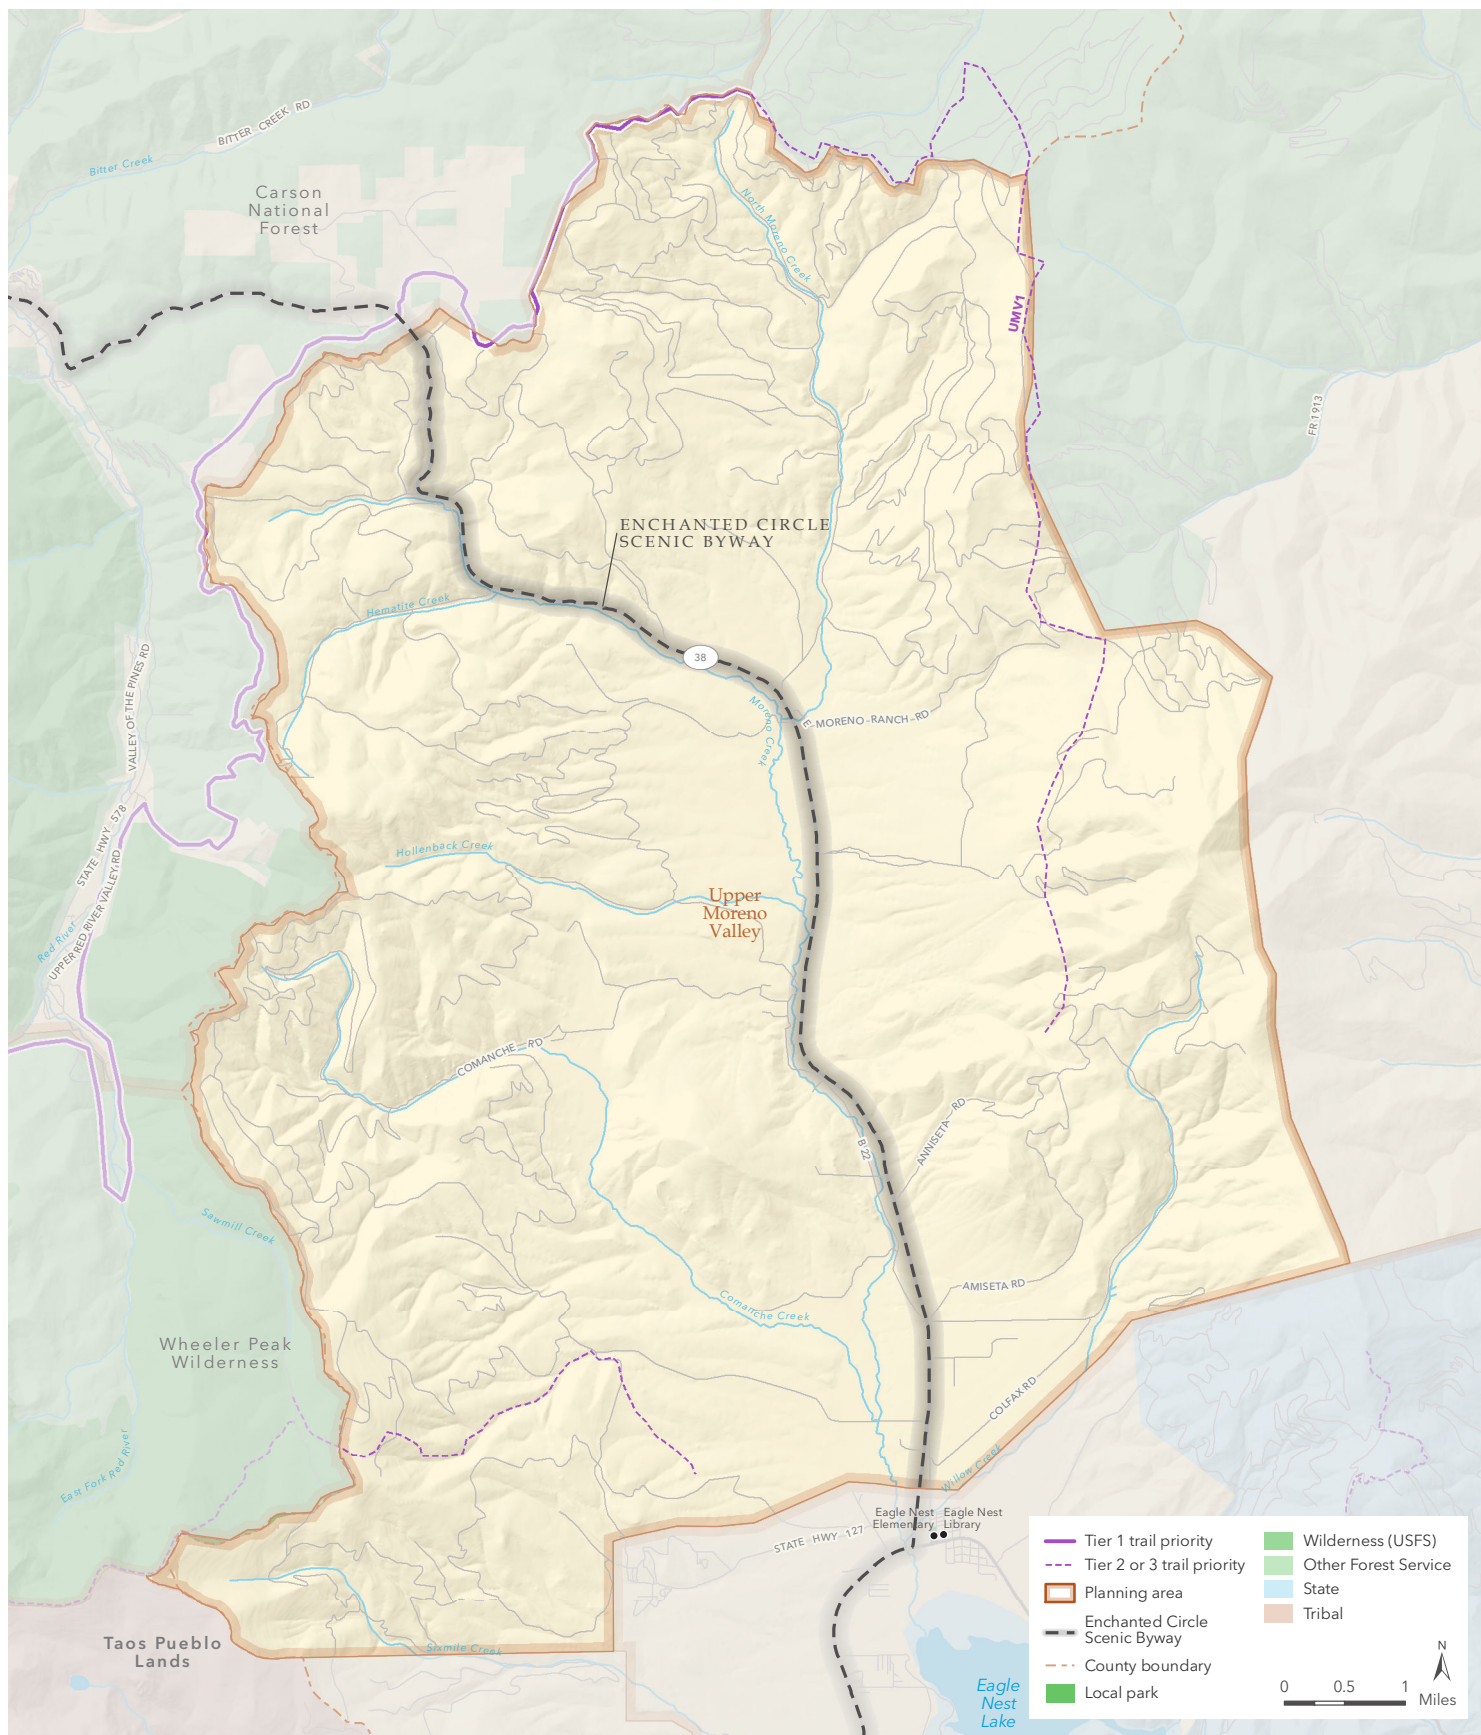 BITTER CREEK RD
Bitter Creek
Carson
National
Forest
North Moreno Creek
UMV1
FR 1913
ENCHANTED CIRCLE
SCENIC BYWAY
Hematite Creek
38
VALLEY OF THE PINES RD
Moreno Creek
E MORENO RANCH RD
STATE HWY 578
Hollenback Creek
UPPER RED RIVER VALLEY RD
Red River
Upper
Moreno
Valley
COMANCHE RD
B 22
ANNISETA RD
Sawmill Creek
AMISETA RD
Comanche Creek
Wheeler Peak
Wilderness
COLFAX RD
East Fork Red River
Willow Creek
Eagle Nest
Elementary
Eagle Nest
Library
STATE HWY 127
Taos Pueblo
Lands
Sixmile Creek
Eagle
Nest
Lake
Tier 1 trail priority
Tier 2 or 3 trail priority
Planning area
Enchanted Circle
Scenic Byway
County boundary
Local park
Wilderness (USFS)
Other Forest Service
State
Tribal
N
0 0.5 1
Miles